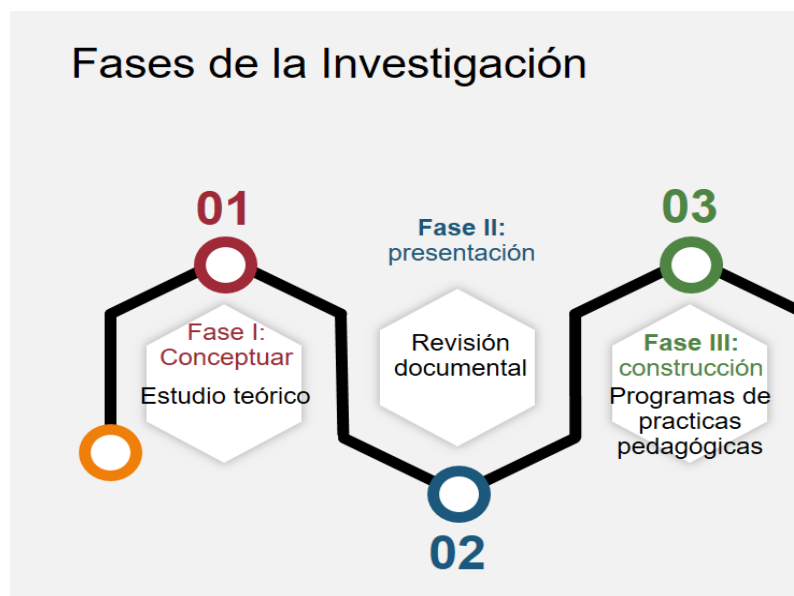 Fases de la Investigación
01
Fase I:
Conceptuar
Estudio teórico
Fase II:
presentación
Revisión
documental
02
03
Fase III:
construcción
Programas de
practicas
pedagógicas